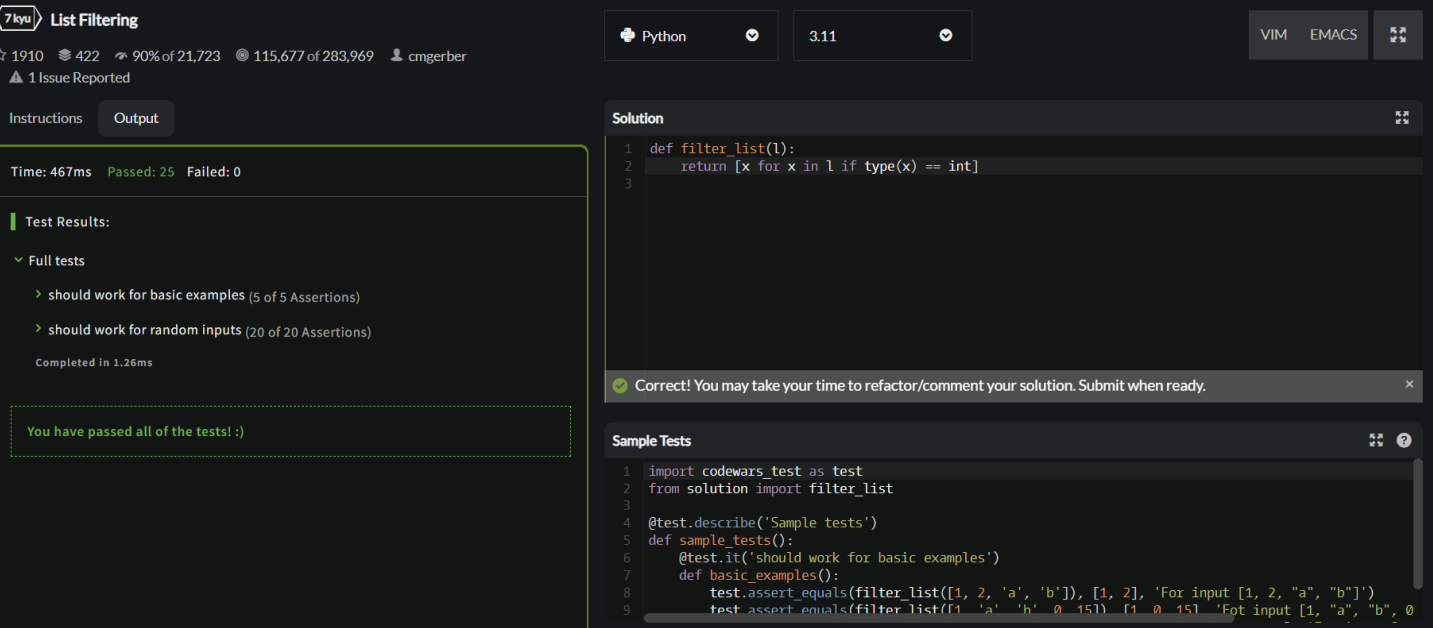 7 kyu List Filtering
1910 422 90% of 21,723 115,677 of 283,969 cmgerber
1 Issue Reported
Instructions Output
Time: 467ms Passed: 25 Failed: 0
Test Results:
Full tests
should work for basic examples (5 of 5 Assertions)
should work for random inputs (20 of 20 Assertions)
Completed in 1.26ms
You have passed all of the tests! :)
Python 3.11 VIM EMACS
Solution
1 def filter_list(l):
2     return [x for x in l if type(x) == int]
3
Correct! You may take your time to refactor/comment your solution. Submit when ready. ×
Sample Tests ?
1 import codewars_test as test
2 from solution import filter_list
3
4 @test.describe('Sample tests')
5 def sample_tests():
6     @test.it('should work for basic examples')
7     def basic_examples():
8         test.assert_equals(filter_list([1, 2, 'a', 'b']), [1, 2], 'For input [1, 2, "a", "b"]')
9         test.assert_equals(filter_list([1, 'a', 'b', 0, 15]), [1, 0, 15], 'Fot input [1, "a", "b", 0